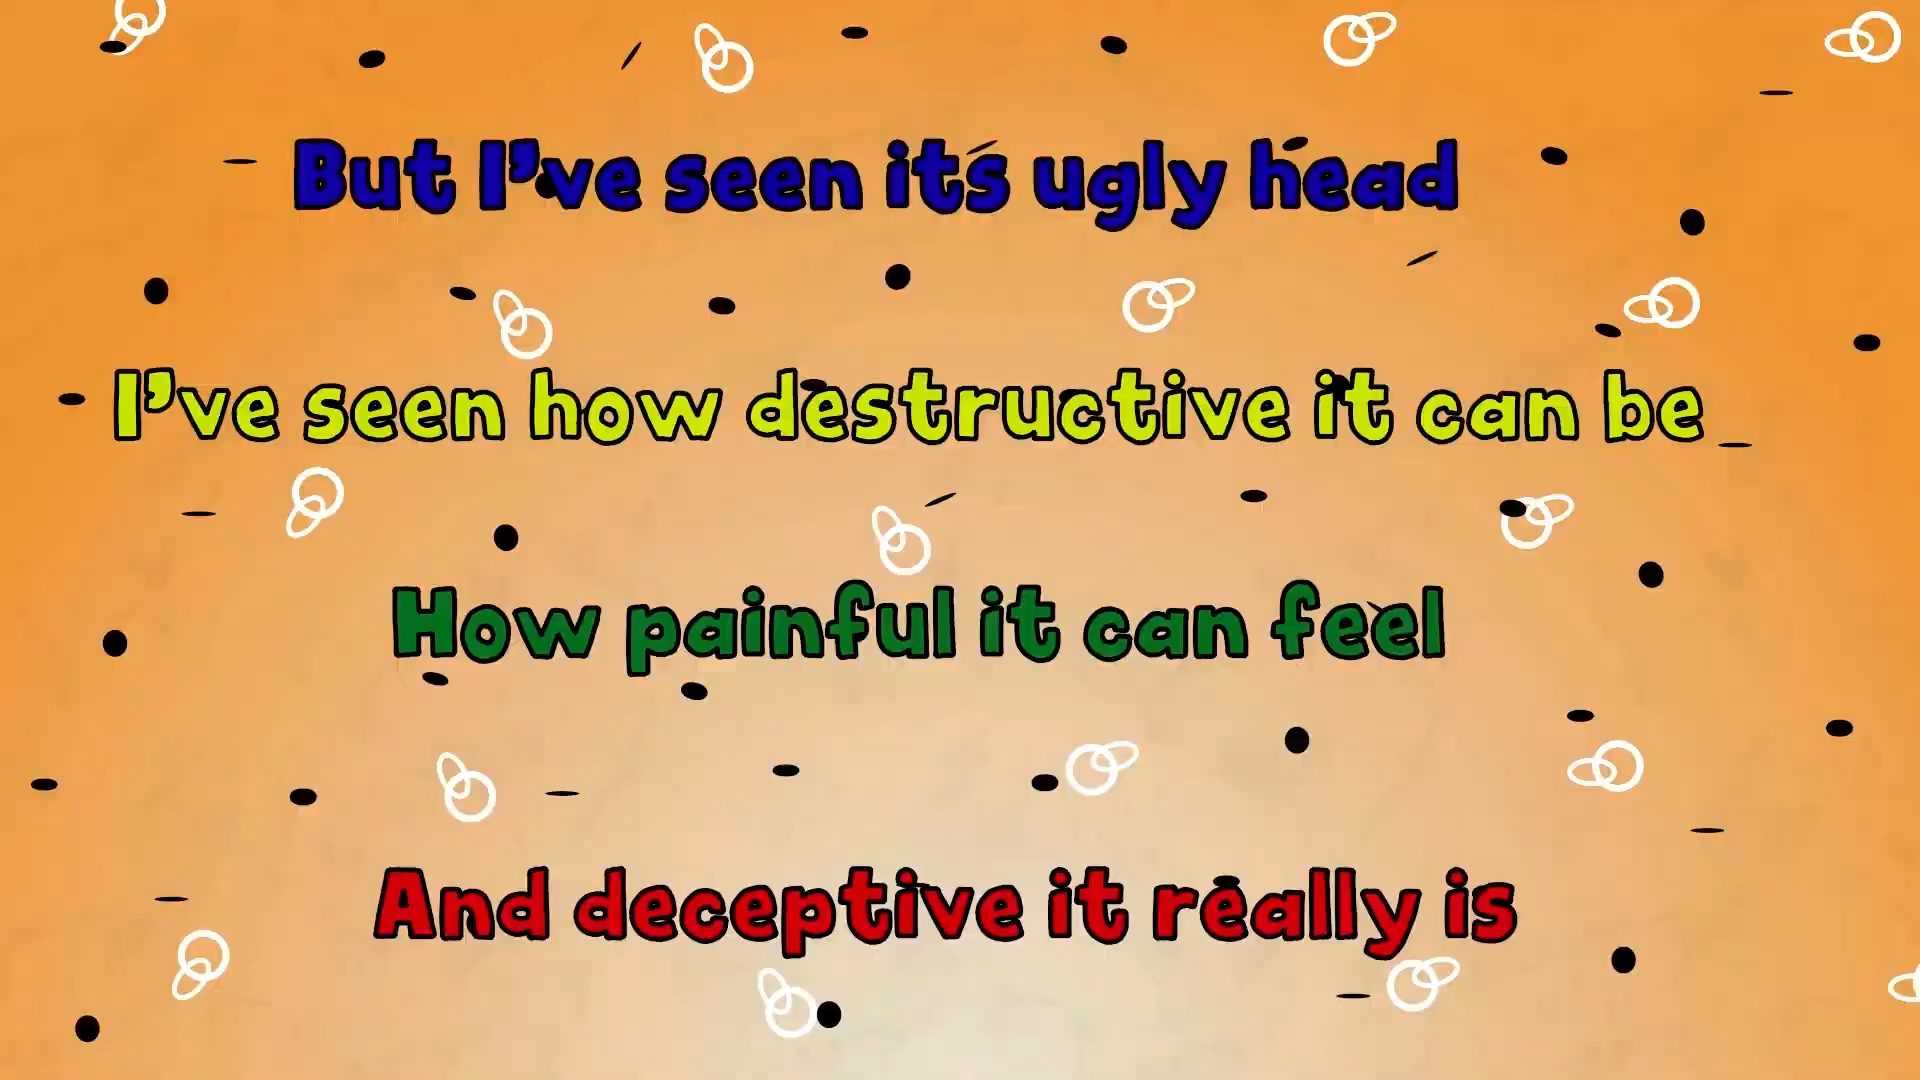 But I've seen its ugly head
I've seen how destructive it can be
How painful it can feel
And deceptive it really is